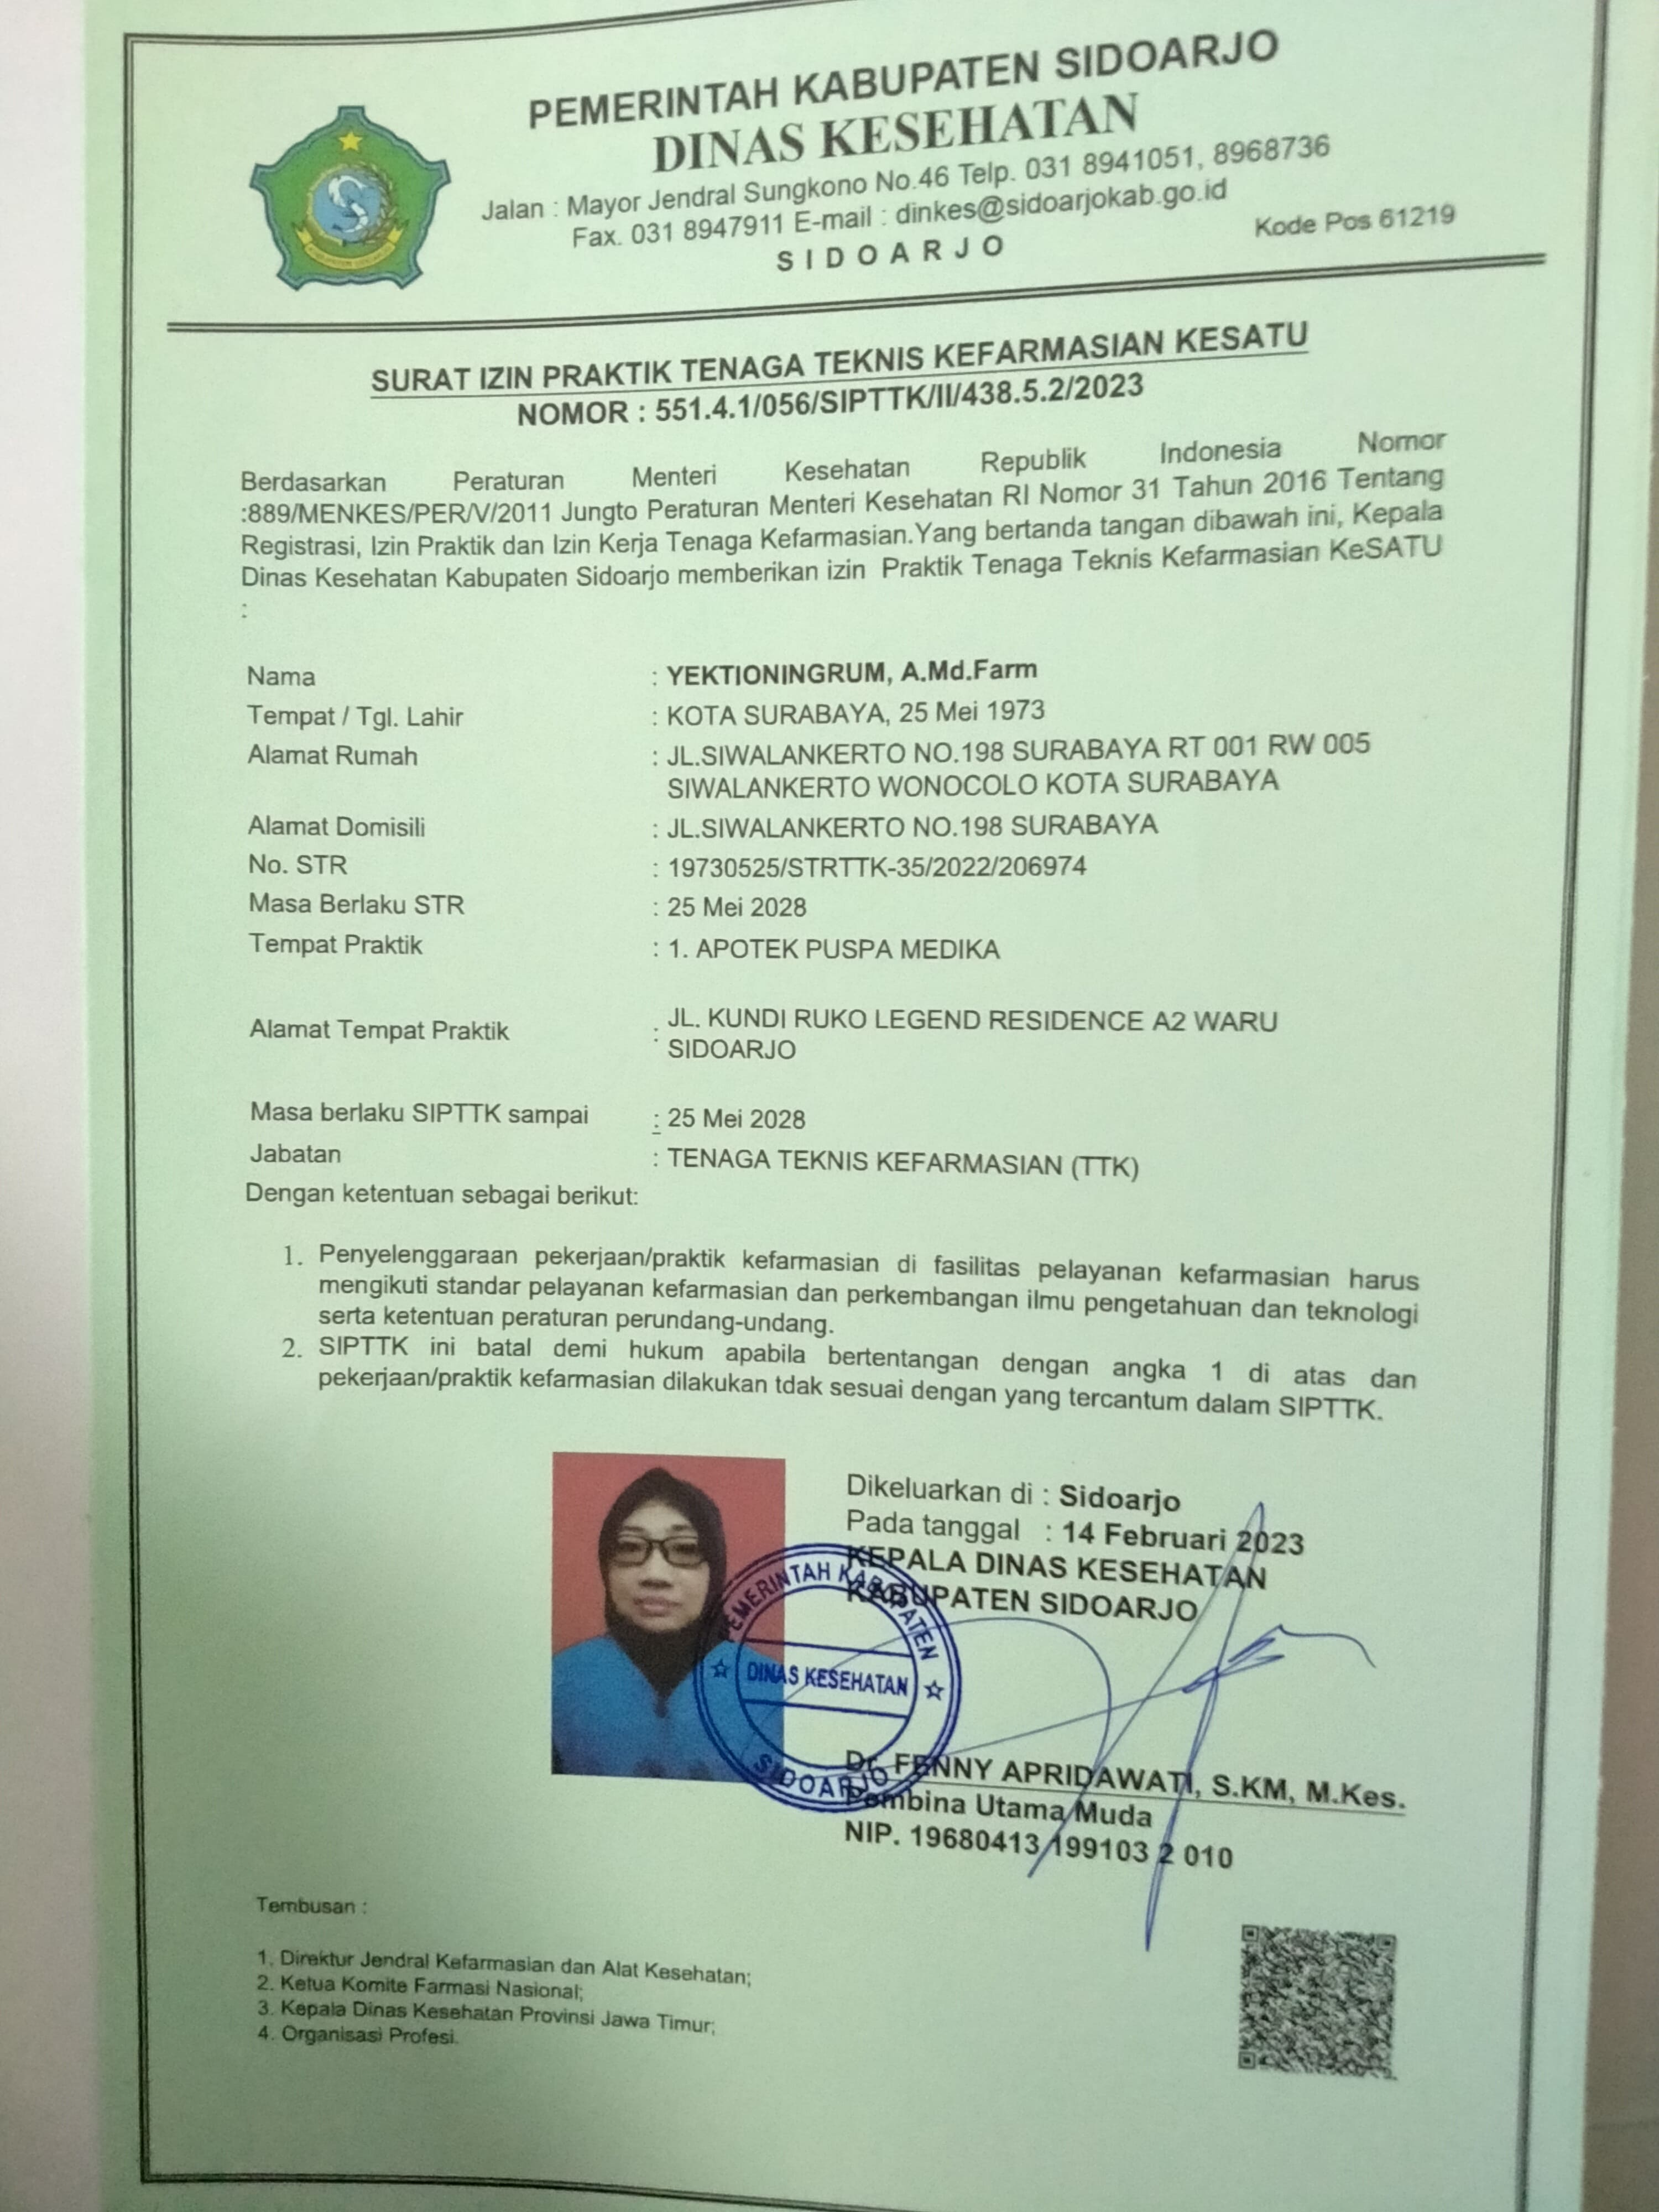 PEMERINTAH KABUPATEN SIDOARJO
DINAS KESEHATAN
Jalan : Mayor Jendral Sungkono No.46 Telp. 031 8941051, 8968736
Fax. 031 8947911 E-mail : dinkes@sidoarjokab.go.id
Kode Pos 61219
S I D O A R J O
SURAT IZIN PRAKTIK TENAGA TEKNIS KEFARMASIAN KESATU
NOMOR : 551.4.1/056/SIPTTK/II/438.5.2/2023
Berdasarkan Peraturan Menteri Kesehatan Republik Indonesia Nomor
:889/MENKES/PER/V/2011 Jungto Peraturan Menteri Kesehatan RI Nomor 31 Tahun 2016 Tentang
Registrasi, Izin Praktik dan Izin Kerja Tenaga Kefarmasian.Yang bertanda tangan dibawah ini, Kepala
Dinas Kesehatan Kabupaten Sidoarjo memberikan izin Praktik Tenaga Teknis Kefarmasian KeSATU
:
Nama : YEKTIONINGRUM, A.Md.Farm
Tempat / Tgl. Lahir : KOTA SURABAYA, 25 Mei 1973
Alamat Rumah : JL.SIWALANKERTO NO.198 SURABAYA RT 001 RW 005
SIWALANKERTO WONOCOLO KOTA SURABAYA
Alamat Domisili : JL.SIWALANKERTO NO.198 SURABAYA
No. STR : 19730525/STRTTK-35/2022/206974
Masa Berlaku STR : 25 Mei 2028
Tempat Praktik : 1. APOTEK PUSPA MEDIKA
Alamat Tempat Praktik : JL. KUNDI RUKO LEGEND RESIDENCE A2 WARU
SIDOARJO
Masa berlaku SIPTTK sampai : 25 Mei 2028
Jabatan : TENAGA TEKNIS KEFARMASIAN (TTK)
Dengan ketentuan sebagai berikut:
1. Penyelenggaraan pekerjaan/praktik kefarmasian di fasilitas pelayanan kefarmasian harus
mengikuti standar pelayanan kefarmasian dan perkembangan ilmu pengetahuan dan teknologi
serta ketentuan peraturan perundang-undang.
2. SIPTTK ini batal demi hukum apabila bertentangan dengan angka 1 di atas dan
pekerjaan/praktik kefarmasian dilakukan tdak sesuai dengan yang tercantum dalam SIPTTK.
Dikeluarkan di : Sidoarjo
Pada tanggal : 14 Februari 2023
KEPALA DINAS KESEHATAN
KABUPATEN SIDOARJO
PEMERINTAH KABUPATEN
DINAS KESEHATAN
SIDOARJO
Dr. FENNY APRIDAWATI, S.KM, M.Kes.
Pembina Utama Muda
NIP. 19680413 199103 2 010
Tembusan :
1. Direktur Jendral Kefarmasian dan Alat Kesehatan;
2. Ketua Komite Farmasi Nasional;
3. Kepala Dinas Kesehatan Provinsi Jawa Timur;
4. Organisasi Profesi.